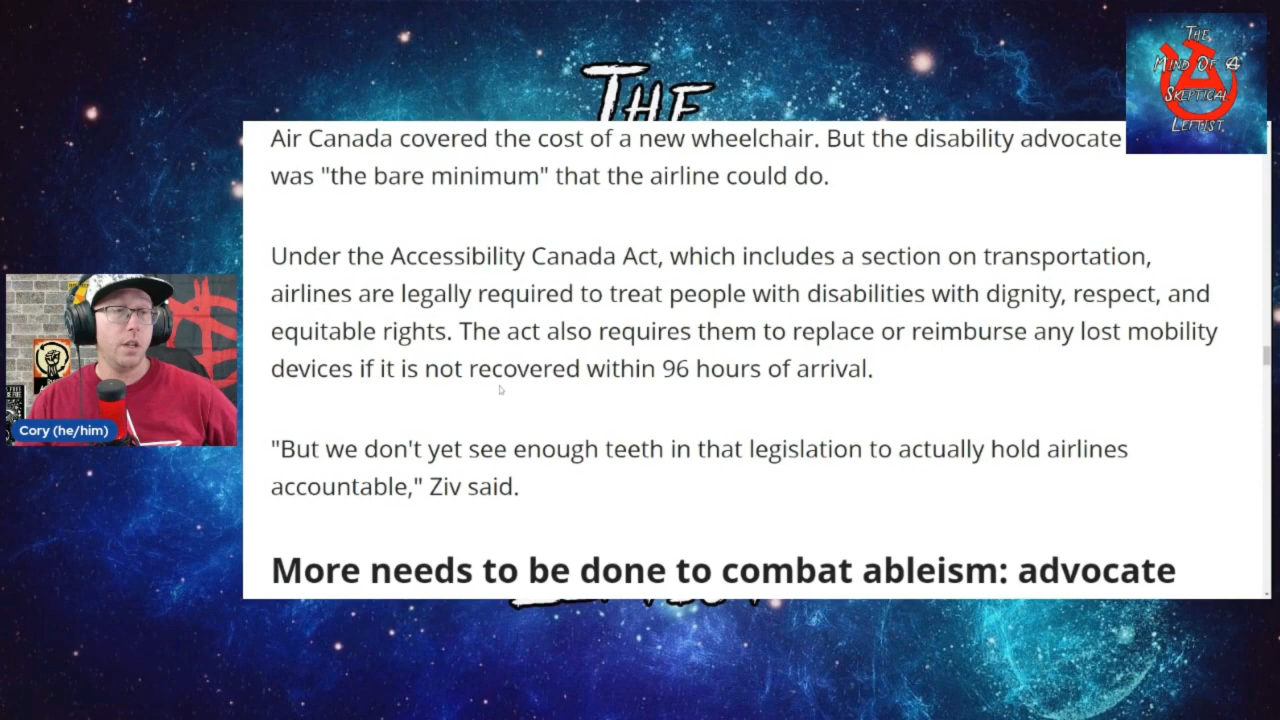 THE
THE
MIND OF A
SKEPTICAL
LEFTIST
Air Canada covered the cost of a new wheelchair. But the disability advocate
was "the bare minimum" that the airline could do.
Under the Accessibility Canada Act, which includes a section on transportation,
airlines are legally required to treat people with disabilities with dignity, respect, and
equitable rights. The act also requires them to replace or reimburse any lost mobility
devices if it is not recovered within 96 hours of arrival.
"But we don't yet see enough teeth in that legislation to actually hold airlines
accountable," Ziv said.
More needs to be done to combat ableism: advocate
Cory (he/him)